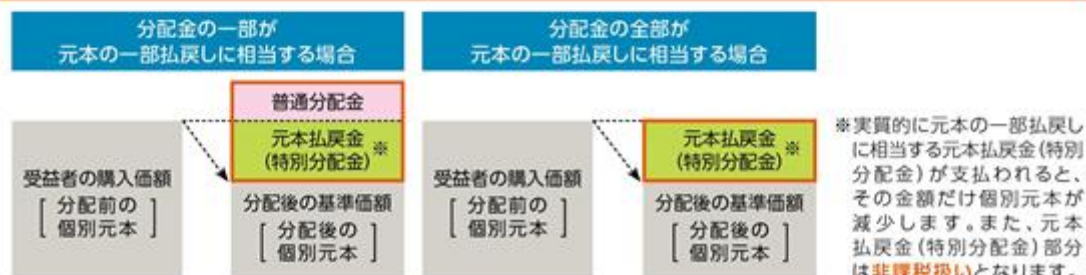 分配金の一部が
元本の一部払戻しに相当する場合
普通分配金
元本払戻金
(特別分配金)
※
受益者の購入価額
[ 分配前の
個別元本 ]
分配後の基準価額
[ 分配後の
個別元本 ]
分配金の全部が
元本の一部払戻しに相当する場合
元本払戻金
(特別分配金)
※
受益者の購入価額
[ 分配前の
個別元本 ]
分配後の基準価額
[ 分配後の
個別元本 ]
※実質的に元本の一部払戻し
に相当する元本払戻金(特別
分配金)が支払われると、
その金額だけ個別元本が
減少します。また、元本
払戻金(特別分配金)部分
は非課税扱いとなります。